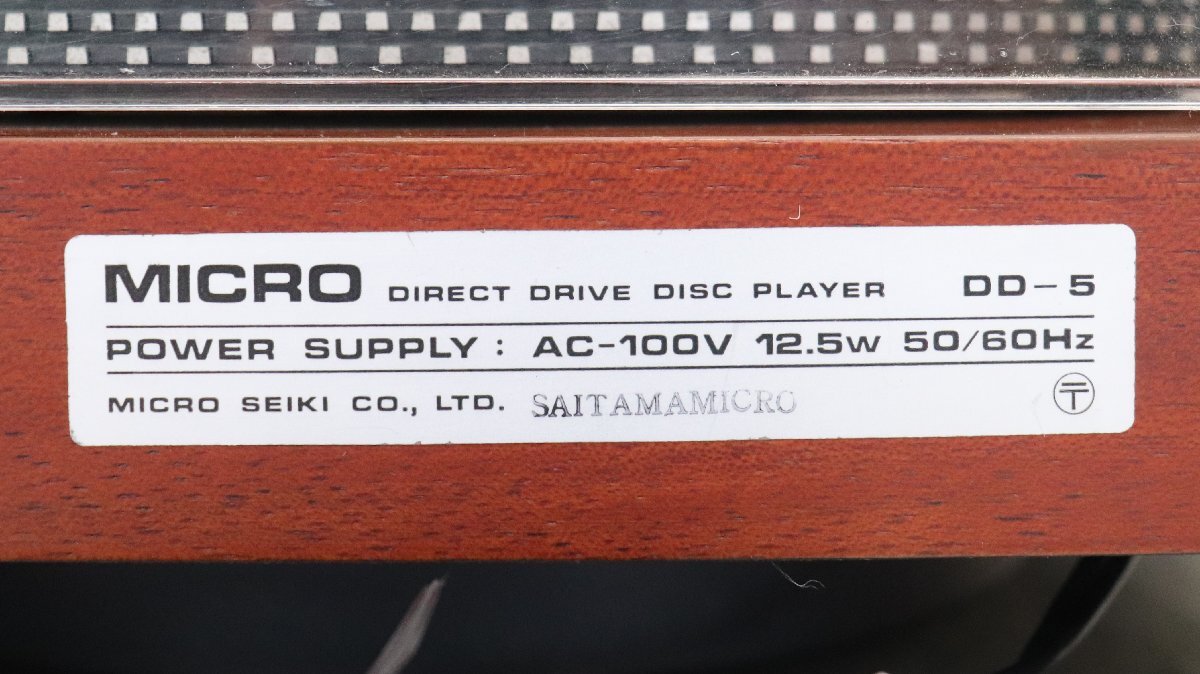 MICRO DIRECT DRIVE DISC PLAYER DD-5
POWER SUPPLY : AC-100V 12.5W 50/60Hz
MICRO SEIKI CO., LTD. SAITAMAMICRO 〒